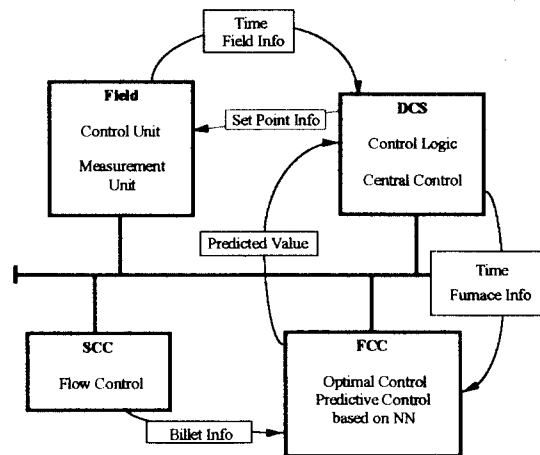 Time
Field Info
Field
Control Unit
Measurement
Unit
Set Point Info
DCS
Control Logic
Central Control
Predicted Value
Time
Furnace Info
SCC
Flow Control
FCC
Optimal Control
Predictive Control
based on NN
Billet Info